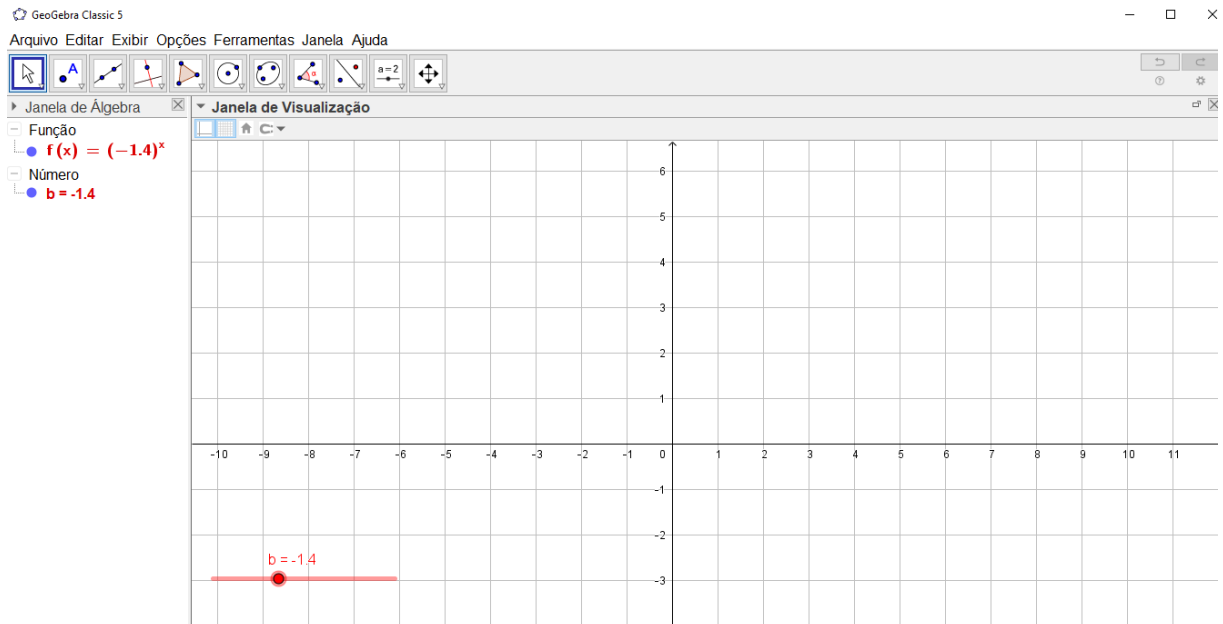 GeoGebra Classic 5
Arquivo Editar Exibir Opções Ferramentas Janela Ajuda
A
α
a=2
Janela de Álgebra
Janela de Visualização
Função
f(x) = (−1.4)ˣ
Número
b = -1.4
6
5
4
3
2
1
-10 -9 -8 -7 -6 -5 -4 -3 -2 -1 0 1 2 3 4 5 6 7 8 9 10 11
-1
-2
b = -1.4
-3